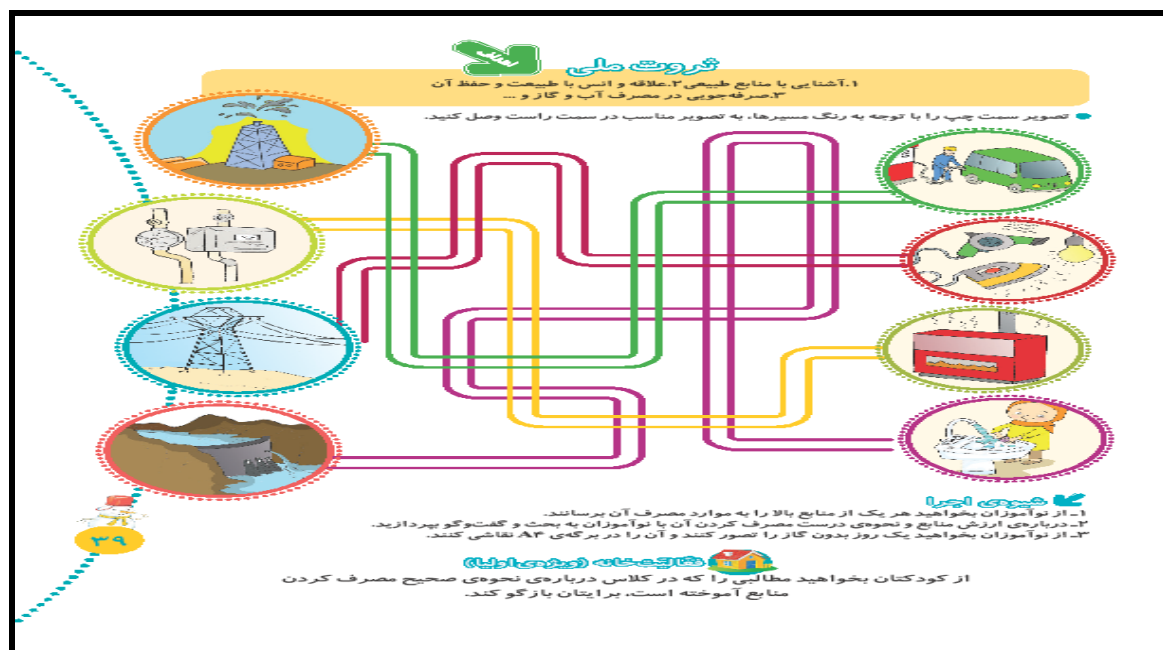 ثروت ملی
۱.آشنایی با منابع طبیعی ۲.علاقه و انس با طبیعت و حفظ آن
۳.صرفه‌جویی در مصرف آب و گاز و ...
تصویر سمت چپ را با توجه به رنگ مسیرها، به تصویر مناسب در سمت راست وصل کنید.
شیوه‌ی اجرا
۱ـ از نوآموزان بخواهید هر یک از منابع بالا را به موارد مصرف آن برسانند.
۲ـ درباره‌ی ارزش منابع و نحوه‌ی درست مصرف کردن آن با نوآموزان به بحث و گفت‌وگو بپردازید.
۳ـ از نوآموزان بخواهید یک روز بدون گاز را تصور کنند و آن را در برگه‌ی A۴ نقاشی کنند.
۳۹
فعالیت خانه (ویژه‌ی اولیا)
از کودکتان بخواهید مطالبی را که در کلاس درباره‌ی نحوه‌ی صحیح مصرف کردن
منابع آموخته است، برایتان بازگو کند.